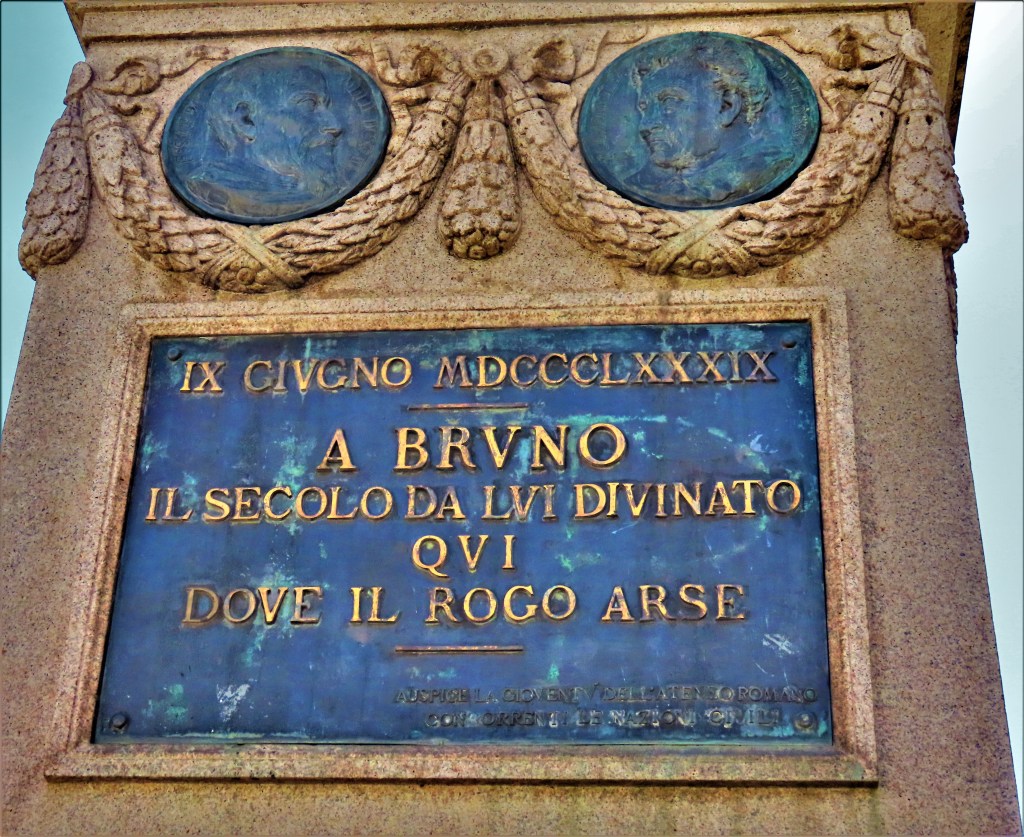 IX GIVGNO MDCCCLXXXIX
A BRVNO
IL SECOLO DA LVI DIVINATO
QVI
DOVE IL ROGO ARSE
AUSPICE LA GIOVENTV DELL'ATENEO ROMANO
CONCORRENTI LE NAZIONI CIVILI